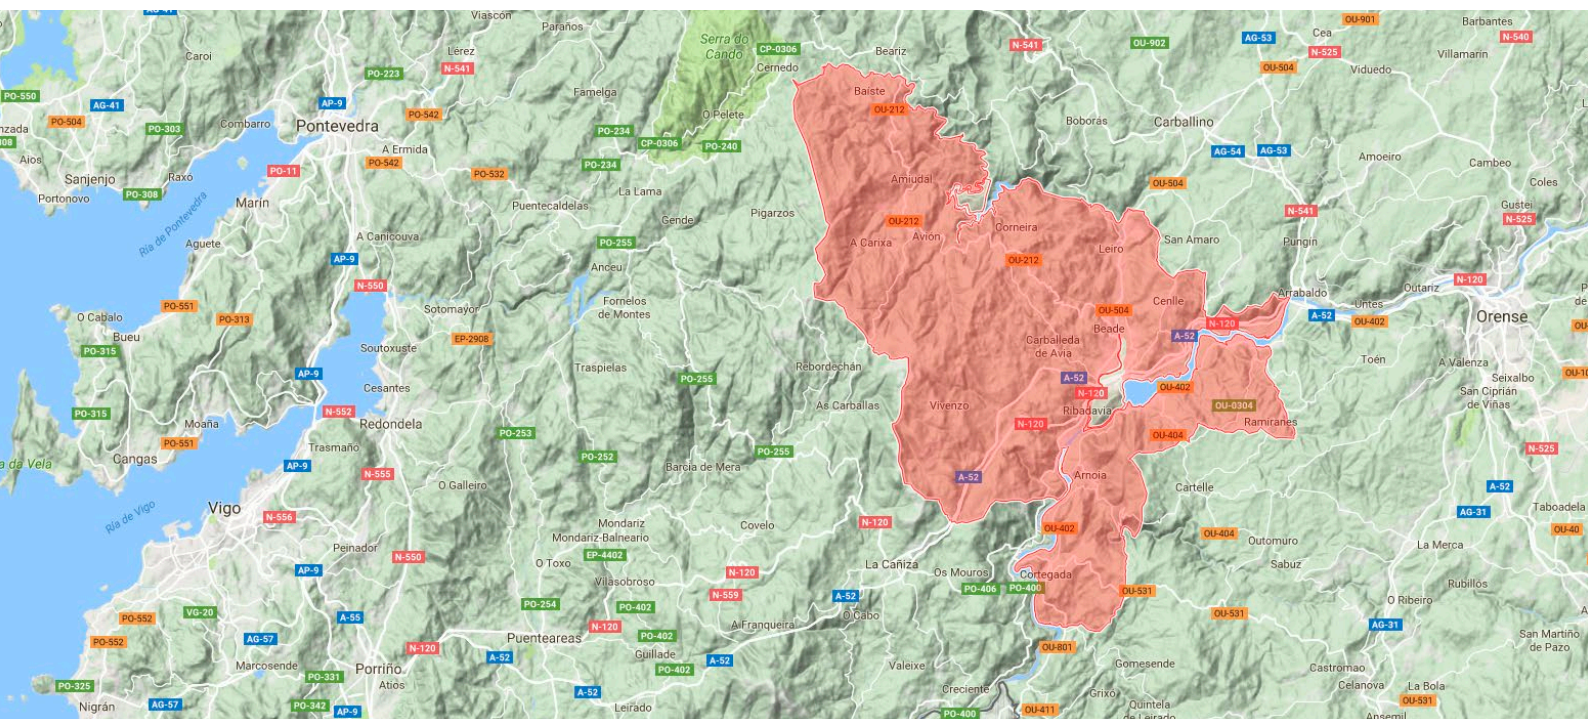 AG-41
Viascón
Paraños
OU-901
Barbantes
Caroi
Lérez
N-541
PO-223
Serra do
Cando
CP-0306
Cernedo
Beariz
N-541
OU-902
AG-53
Cea
N-525
N-540
Villamarin
OU-504
Viduedo
PO-550
AG-41
AP-9
PO-542
Famelga
O Pelete
Baíste
OU-212
PO-504
PO-303
Combarro
Pontevedra
PO-234
CP-0306
PO-240
Boborás
Carballino
Aios
A Ermida
PO-542
PO-532
PO-234
AG-54
AG-53
Amoeiro
Cambeo
Sanjenjo
Raxó
PO-11
PO-308
Portonovo
Marín
La Lama
Amiudal
OU-504
Coles
Puentecaldelas
Gende
Pigarzos
OU-212
Avión
Corneira
N-541
Gustei
N-525
Ría de Pontevedra
Aguete
A Canicouva
PO-255
A Carixa
Leiro
San Amaro
Pungin
AP-9
Anceu
OU-212
N-550
N-120
PO-551
PO-313
Sotomayor
Fornelos
de Montes
Cenlle
OU-504
Arrabaldo
Outariz
Untes
O Cabalo
Bueu
EP-2908
Beade
N-120
A-52
A-52
OU-402
Orense
PO-315
Soutoxuste
Carballeda
de Avia
Toén
A Valenza
AP-9
Traspielas
Rebordechán
PO-255
A-52
N-120
OU-402
Seixalbo
San Ciprián
de Viñas
Cesantes
PO-315
N-552
Moaña
Redondela
As Carballas
Vivenzo
Ribadavia
OU-0304
N-120
Ramiranes
PO-551
Trasmaño
PO-253
OU-404
N-525
Cangas
AP-9
N-555
PO-252
PO-255
Barcia de Mera
A-52
Arnoia
Cartelle
A-52
O Galleiro
Vigo
N-556
Ría de Vigo
AG-31
Taboadela
Mondariz
Mondariz-Balneario
Covelo
N-120
OU-402
OU-404
Outomuro
Peinador
N-550
EP-4402
O Toxo
La Cañiza
Os Mouros
Cortegada
La Merca
Sabuz
AP-9
Vilasobroso
N-120
N-559
PO-406
PO-400
OU-531
Rubillós
PO-552
VG-20
A-55
PO-254
PO-402
A-52
O Cabo
OU-531
O Ribeiro
AG-57
PO-552
N-120
Puenteareas
N-120
PO-402
A Franqueira
AG-31
San Martiño
de Pazo
Marcosende
Porriño
A-52
Guillade
PO-402
A-52
Valeixe
OU-801
Gomesende
Castromao
PO-325
PO-331
Atiós
A-52
Creciente
Grixó
Celanova
La Bola
OU-531
Nigrán
AG-57
PO-342
AP-9
Leirado
PO-400
OU-411
Quintela
de Leirado
Ansemil